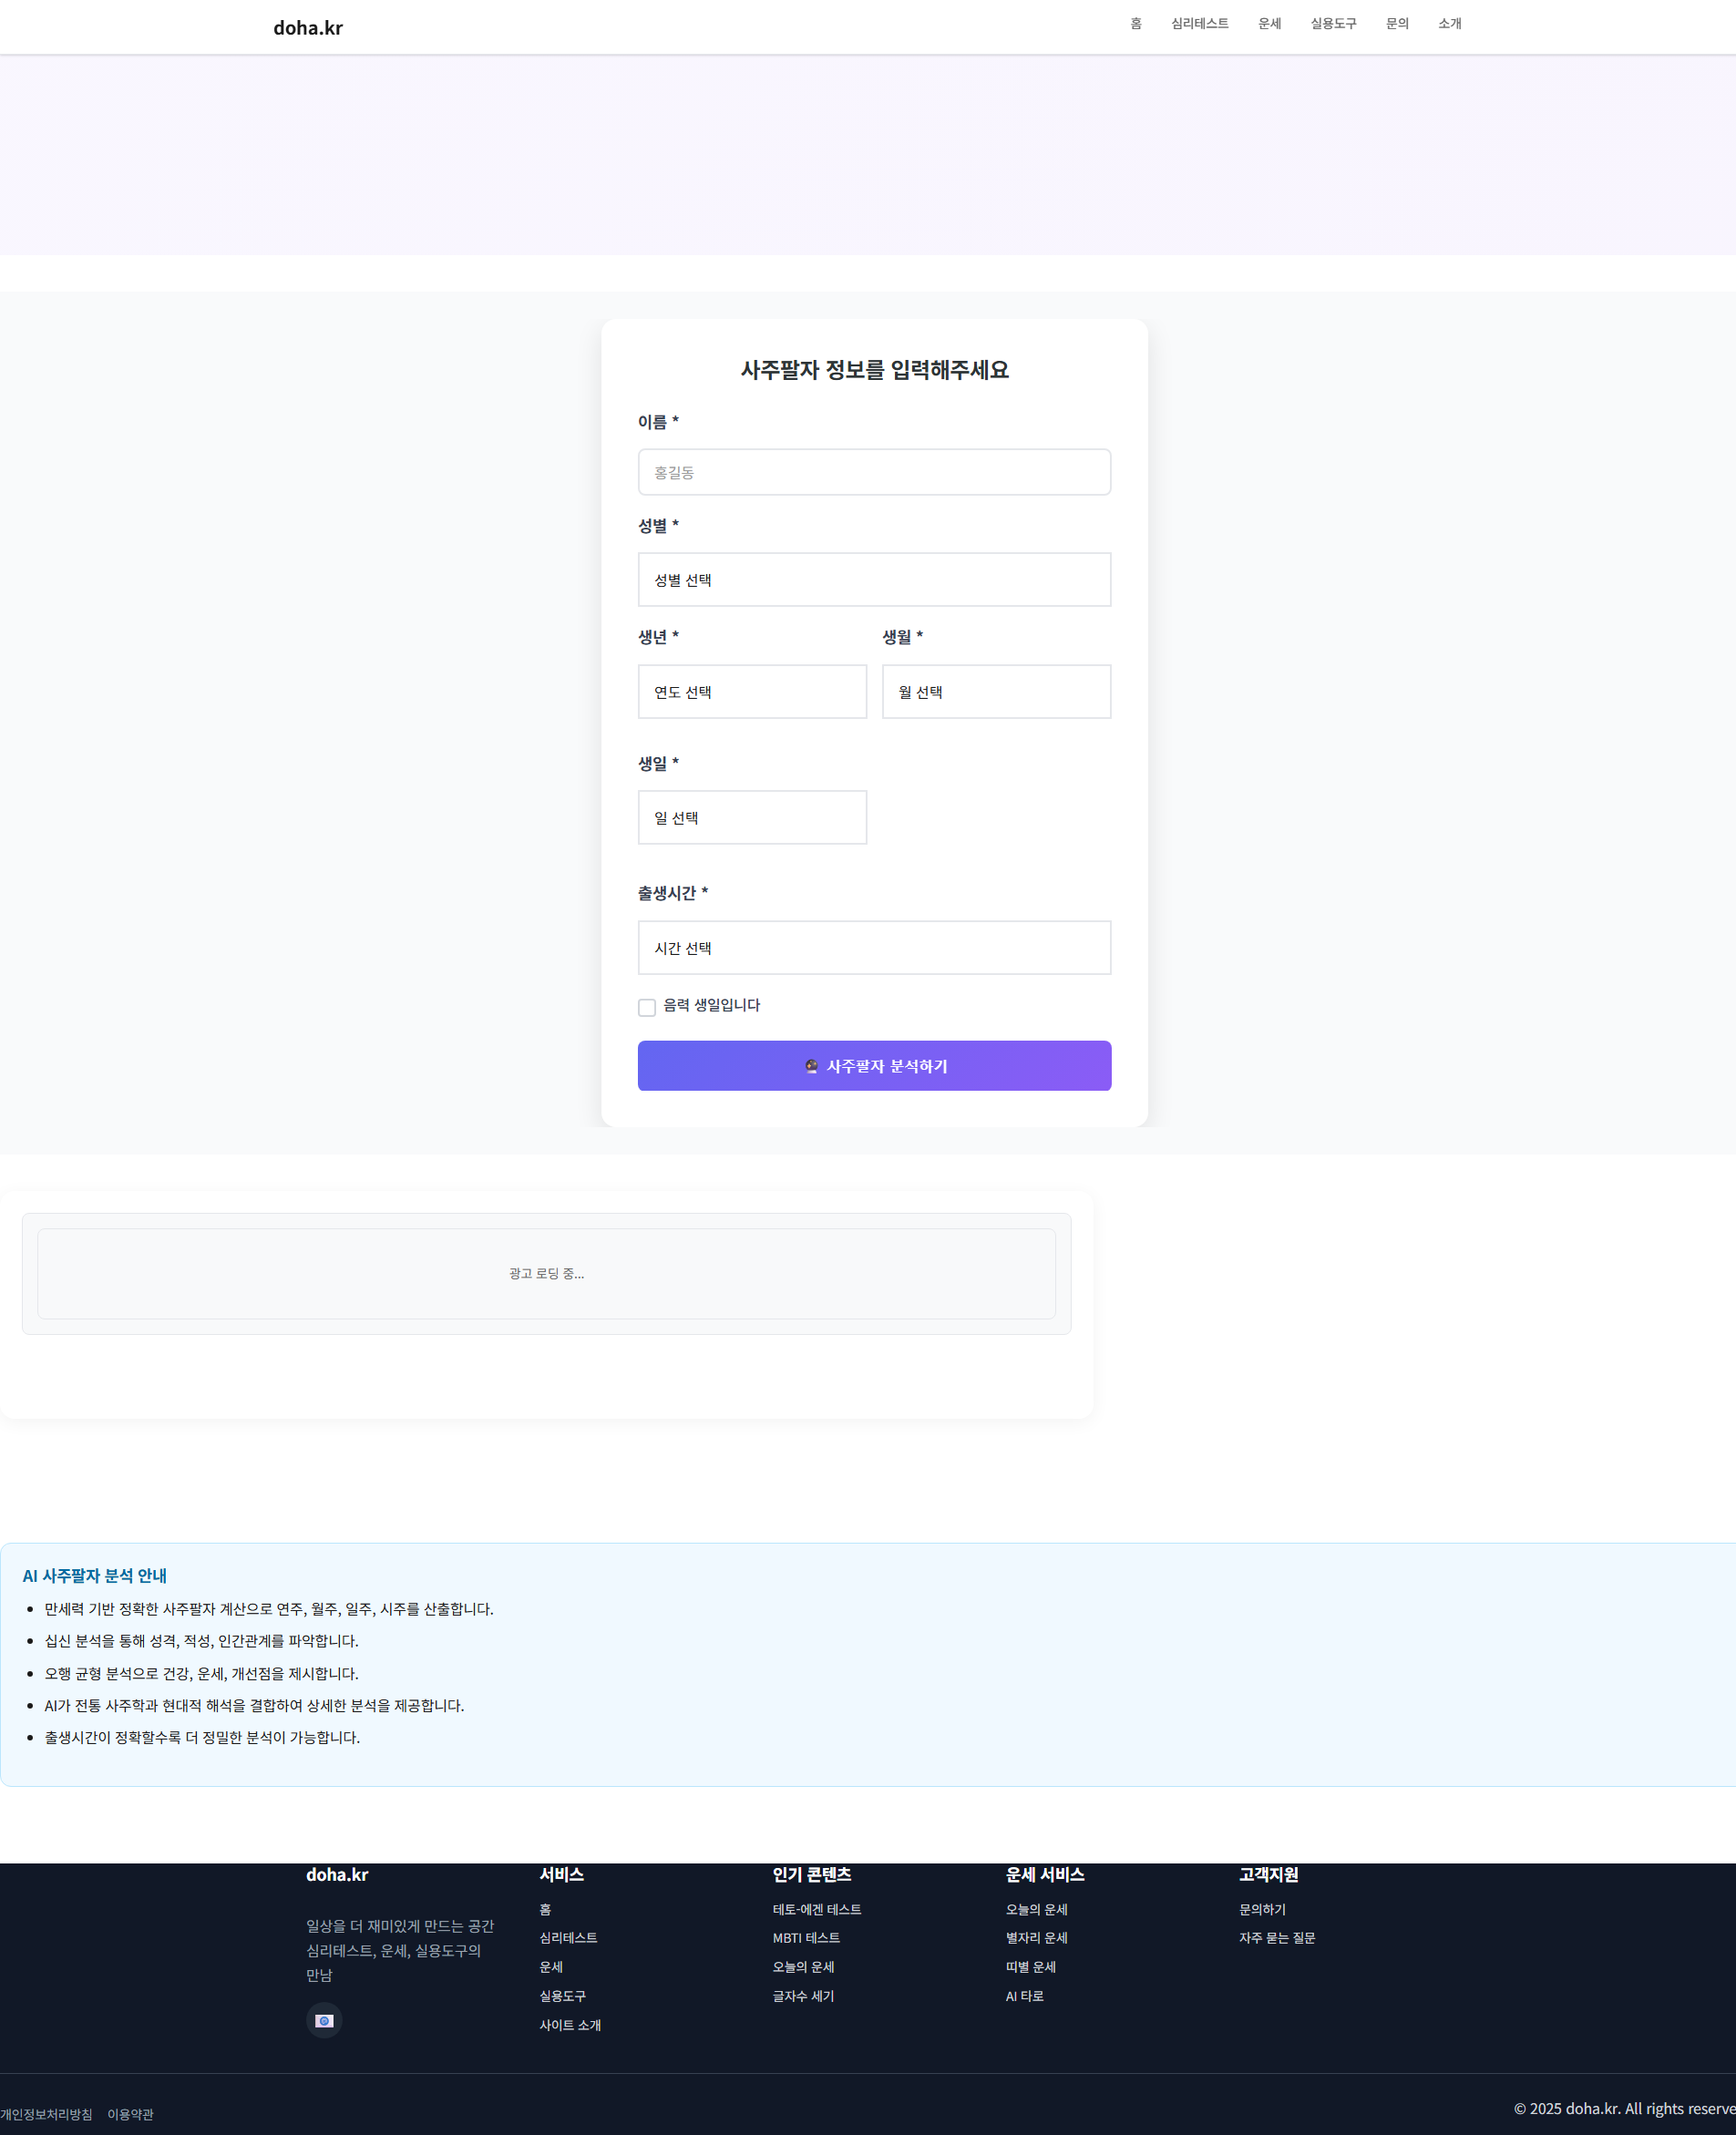 doha.kr
홈 심리테스트 운세 실용도구 문의 소개
사주팔자 정보를 입력해주세요
이름 *
홍길동
성별 *
성별 선택
생년 * 생월 *
연도 선택 월 선택
생일 *
일 선택
출생시간 *
시간 선택
음력 생일입니다
사주팔자 분석하기
광고 로딩 중...
AI 사주팔자 분석 안내
만세력 기반 정확한 사주팔자 계산으로 연주, 월주, 일주, 시주를 산출합니다.
십신 분석을 통해 성격, 적성, 인간관계를 파악합니다.
오행 균형 분석으로 건강, 운세, 개선점을 제시합니다.
AI가 전통 사주학과 현대적 해석을 결합하여 상세한 분석을 제공합니다.
출생시간이 정확할수록 더 정밀한 분석이 가능합니다.
doha.kr
일상을 더 재미있게 만드는 공간
심리테스트, 운세, 실용도구의
만남
서비스
홈
심리테스트
운세
실용도구
사이트 소개
인기 콘텐츠
테토-에겐 테스트
MBTI 테스트
오늘의 운세
글자수 세기
운세 서비스
오늘의 운세
별자리 운세
띠별 운세
AI 타로
고객지원
문의하기
자주 묻는 질문
개인정보처리방침 이용약관
© 2025 doha.kr. All rights reserve